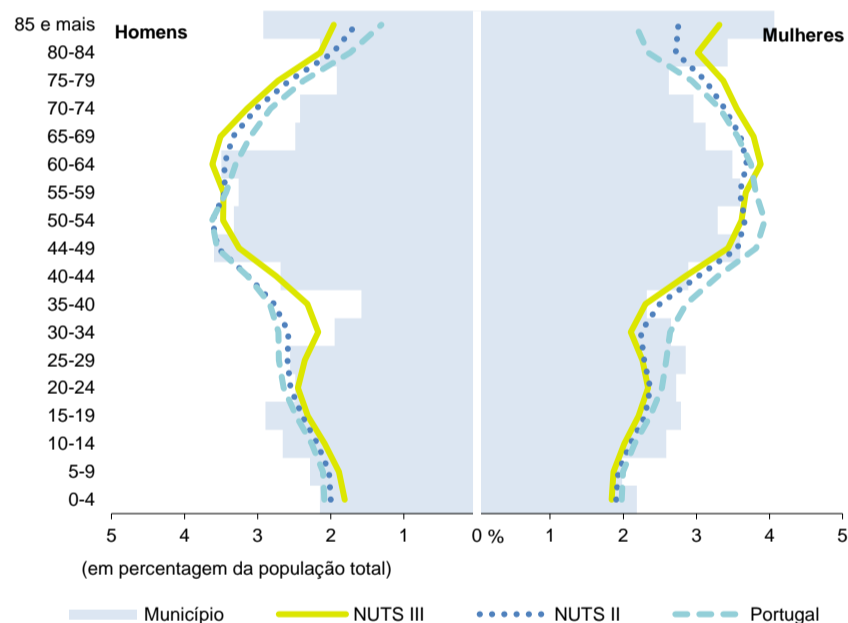 85 e mais
Homens
Mulheres
80-84
75-79
70-74
65-69
60-64
55-59
50-54
44-49
40-44
35-40
30-34
25-29
20-24
15-19
10-14
5-9
0-4
5 4 3 2 1 0 % 1 2 3 4 5
(em percentagem da população total)
Município NUTS III NUTS II Portugal